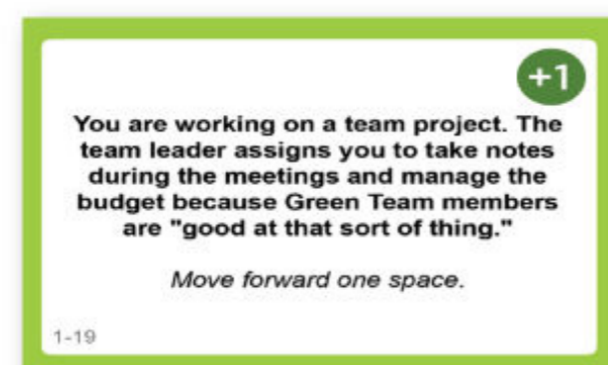 +1
You are working on a team project. The
team leader assigns you to take notes
during the meetings and manage the
budget because Green Team members
are "good at that sort of thing."
Move forward one space.
1-19